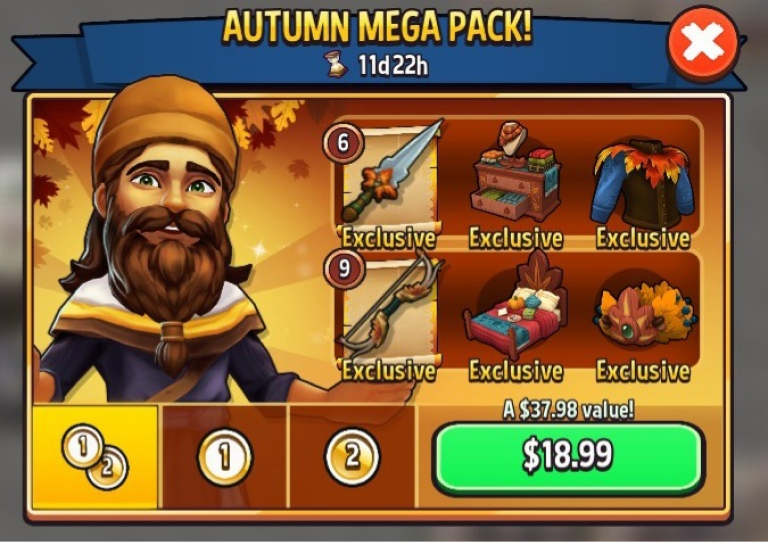 AUTUMN MEGA PACK!
11d 22h
6
Exclusive Exclusive Exclusive
9
Exclusive Exclusive Exclusive
A $37.98 value!
1 2 1 2 $18.99